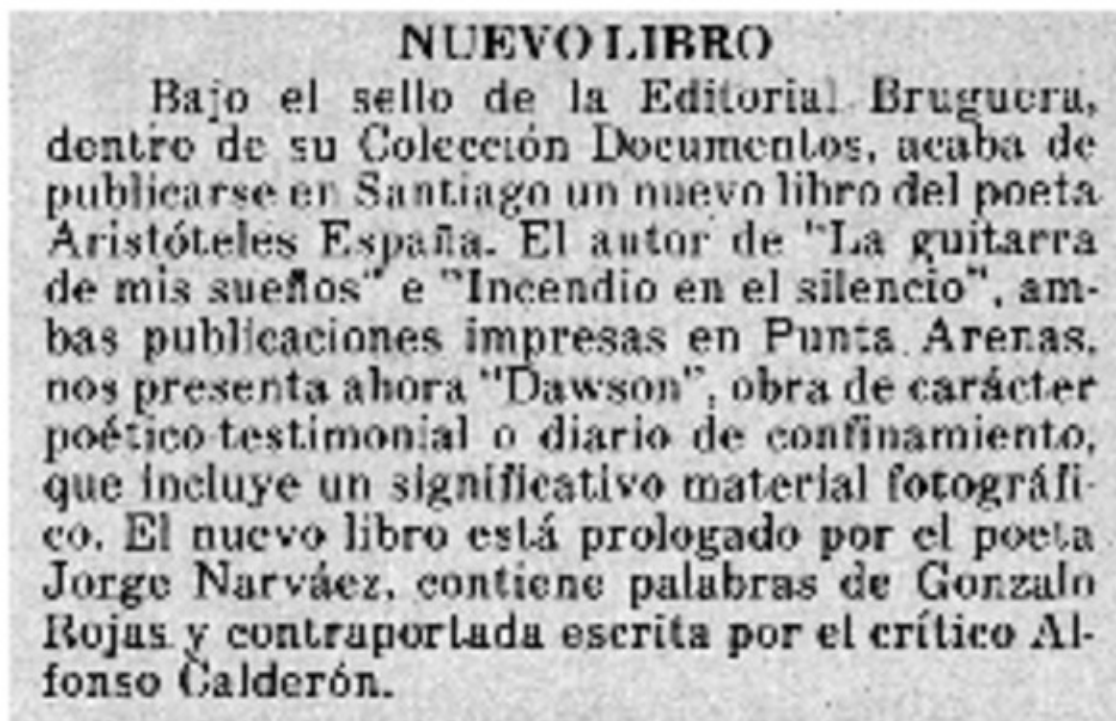 NUEVO LIBRO
Bajo el sello de la Editorial Bruguera,
dentro de su Colección Documentos, acaba de
publicarse en Santiago un nuevo libro del poeta
Aristóteles España. El autor de "La guitarra
de mis sueños" e "Incendio en el silencio", am-
bas publicaciones impresas en Punta Arenas,
nos presenta ahora "Dawson", obra de carácter
poético-testimonial o diario de confinamiento,
que incluye un significativo material fotográfi-
co. El nuevo libro está prologado por el poeta
Jorge Narváez, contiene palabras de Gonzalo
Rojas y contraportada escrita por el crítico Al-
fonso Calderón.